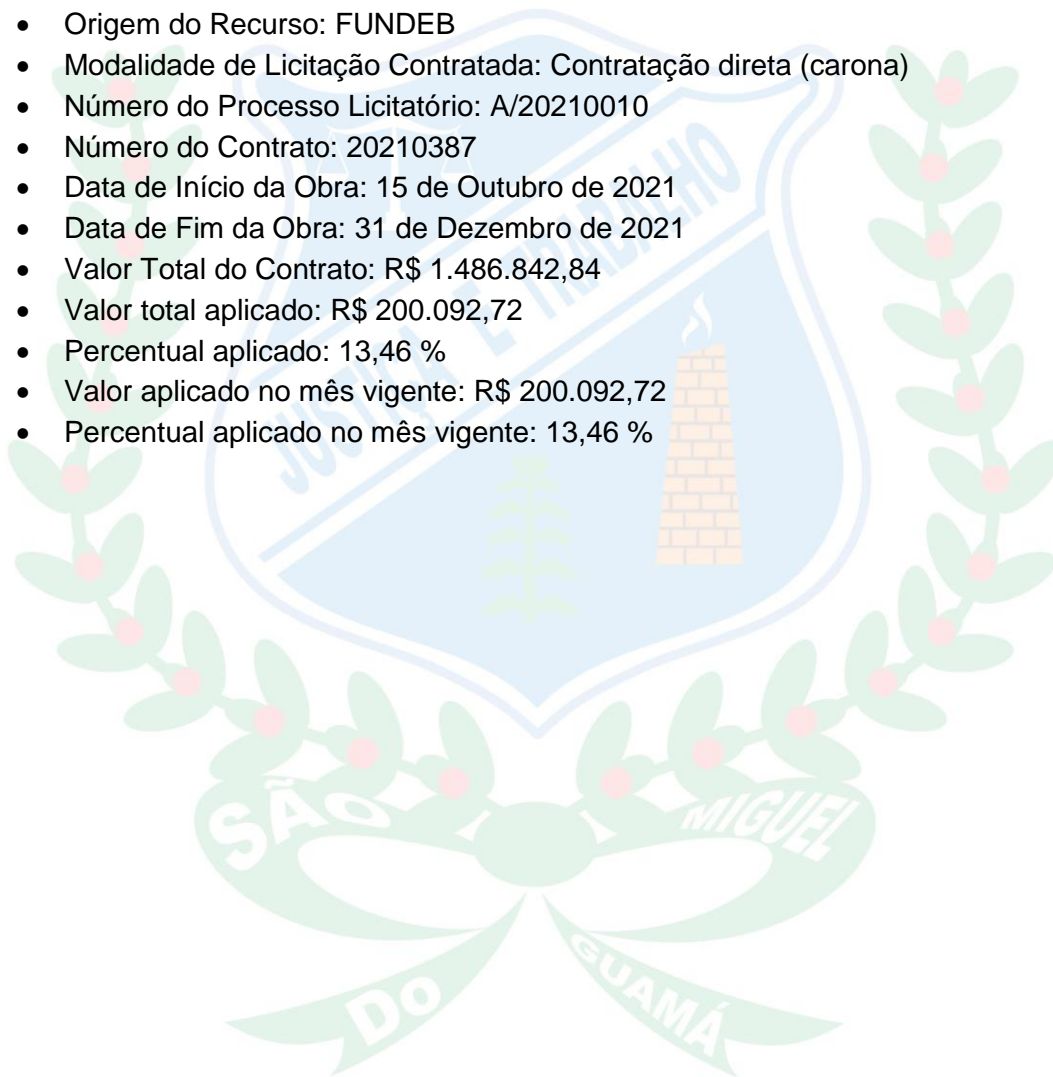 • Origem do Recurso: FUNDEB
• Modalidade de Licitação Contratada: Contratação direta (carona)
• Número do Processo Licitatório: A/20210010
• Número do Contrato: 20210387
• Data de Início da Obra: 15 de Outubro de 2021
• Data de Fim da Obra: 31 de Dezembro de 2021
• Valor Total do Contrato: R$ 1.486.842,84
• Valor total aplicado: R$ 200.092,72
• Percentual aplicado: 13,46 %
• Valor aplicado no mês vigente: R$ 200.092,72
• Percentual aplicado no mês vigente: 13,46 %
JUSTIÇA E TRABALHO
SÃO MIGUEL
DO GUAMÁ